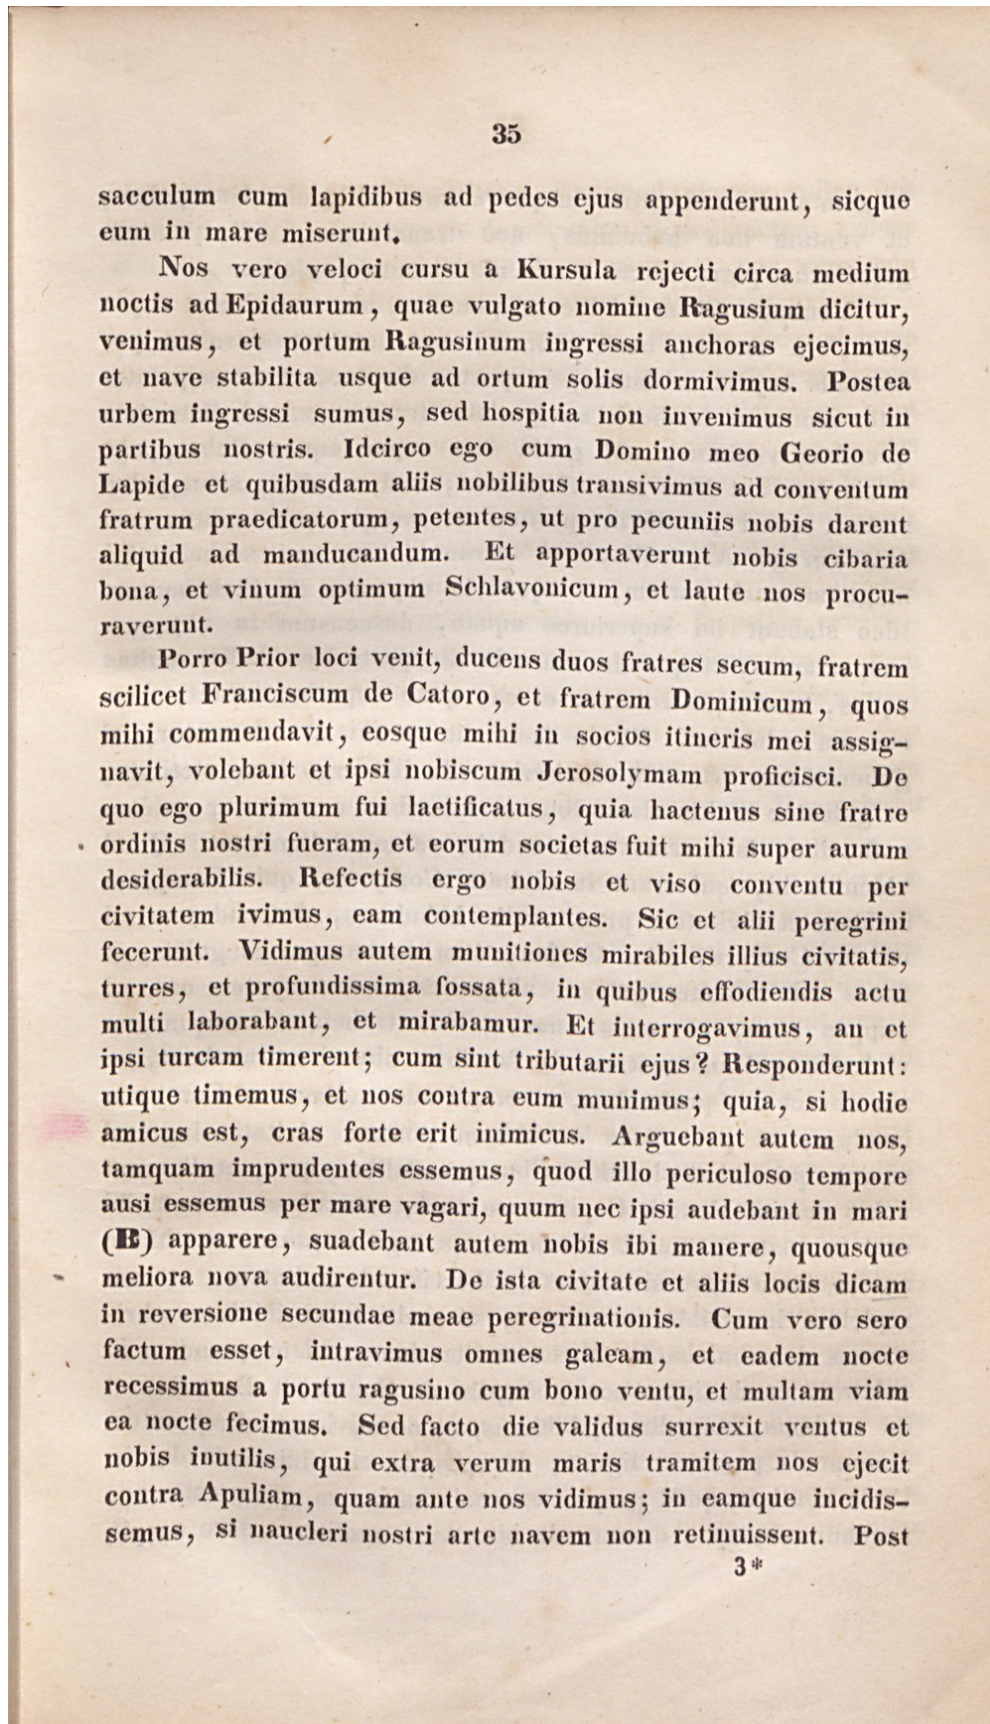 35
sacculum cum lapidibus ad pedes ejus appenderunt, sicque
eum in mare miserunt.
Nos vero veloci cursu a Kursula rejecti circa medium
noctis ad Epidaurum, quae vulgato nomine Ragusium dicitur,
venimus, et portum Ragusinum ingressi anchoras ejecimus,
et nave stabilita usque ad ortum solis dormivimus. Postea
urbem ingressi sumus, sed hospitia non invenimus sicut in
partibus nostris. Idcirco ego cum Domino meo Georio de
Lapide et quibusdam aliis nobilibus transivimus ad conventum
fratrum praedicatorum, petentes, ut pro pecuniis nobis darent
aliquid ad manducandum. Et apportaverunt nobis cibaria
bona, et vinum optimum Schlavonicum, et laute nos procu-
raverunt.
Porro Prior loci venit, ducens duos fratres secum, fratrem
scilicet Franciscum de Catoro, et fratrem Dominicum, quos
mihi commendavit, eosque mihi in socios itineris mei assig-
navit, volebant et ipsi nobiscum Jerosolymam proficisci. De
quo ego plurimum fui laetificatus, quia hactenus sine fratre
ordinis nostri fueram, et eorum societas fuit mihi super aurum
desiderabilis. Refectis ergo nobis et viso conventu per
civitatem ivimus, eam contemplantes. Sic et alii peregrini
fecerunt. Vidimus autem munitiones mirabiles illius civitatis,
turres, et profundissima fossata, in quibus effodiendis actu
multi laborabant, et mirabamur. Et interrogavimus, an et
ipsi turcam timerent; cum sint tributarii ejus? Responderunt:
utique timemus, et nos contra eum munimus; quia, si hodie
amicus est, cras forte erit inimicus. Arguebant autem nos,
tamquam imprudentes essemus, quod illo periculoso tempore
ausi essemus per mare vagari, quum nec ipsi audebant in mari
(B) apparere, suadebant autem nobis ibi manere, quousque
meliora nova audirentur. De ista civitate et aliis locis dicam
in reversione secundae meae peregrinationis. Cum vero sero
factum esset, intravimus omnes galeam, et eadem nocte
recessimus a portu ragusino cum bono ventu, et multam viam
ea nocte fecimus. Sed facto die validus surrexit ventus et
nobis inutilis, qui extra verum maris tramitem nos ejecit
contra Apuliam, quam ante nos vidimus; in eamque incidis-
semus, si naucleri nostri arte navem non retinuissent. Post
3*